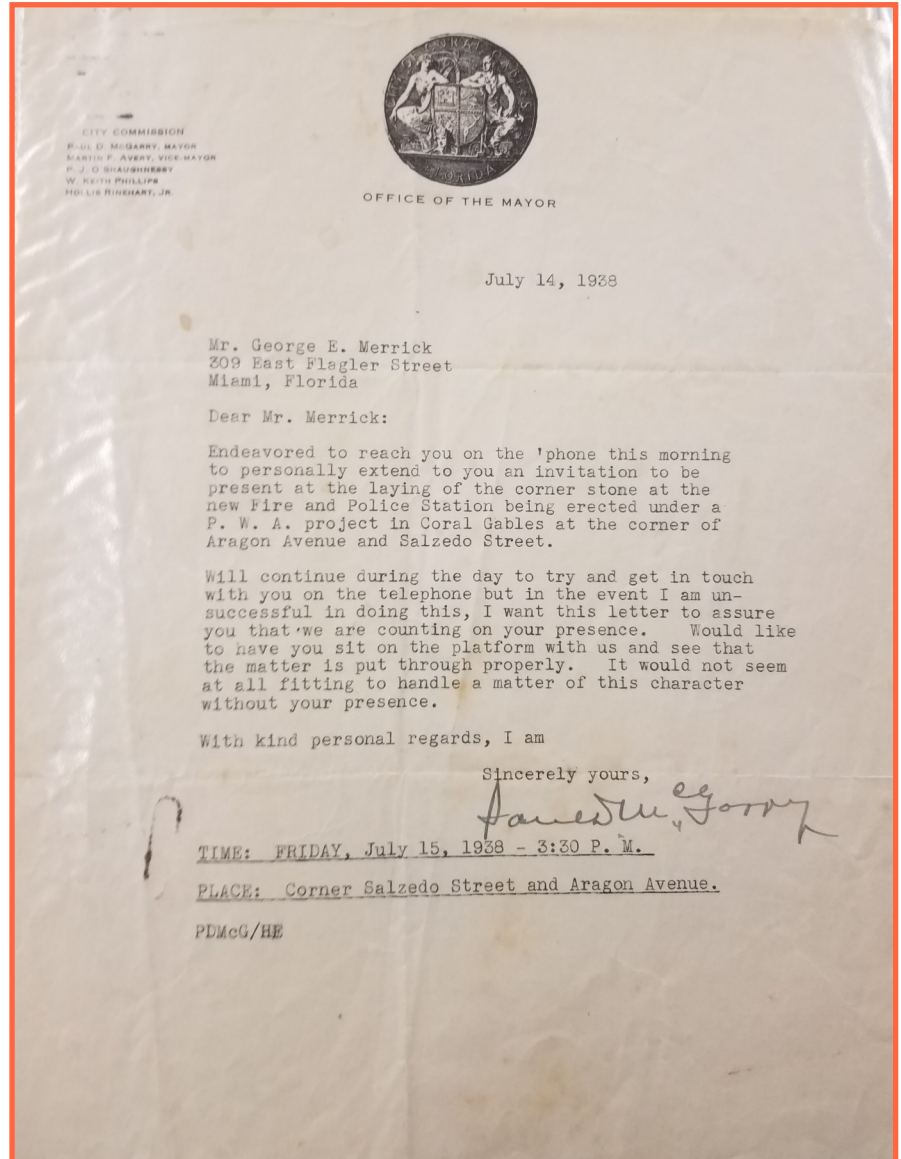 CITY OF CORAL GABLES
FLORIDA
CITY COMMISSION
PAUL D. MCGARRY, MAYOR
MARTIN F. AVERY, VICE-MAYOR
P. J. O'SHAUGHNESSY
W. KEITH PHILLIPS
HOLLIS RINEHART, JR.
OFFICE OF THE MAYOR
July 14, 1938
Mr. George E. Merrick
309 East Flagler Street
Miami, Florida
Dear Mr. Merrick:
Endeavored to reach you on the 'phone this morning
to personally extend to you an invitation to be
present at the laying of the corner stone at the
new Fire and Police Station being erected under a
P. W. A. project in Coral Gables at the corner of
Aragon Avenue and Salzedo Street.
Will continue during the day to try and get in touch
with you on the telephone but in the event I am un-
successful in doing this, I want this letter to assure
you that we are counting on your presence. Would like
to have you sit on the platform with us and see that
the matter is put through properly. It would not seem
at all fitting to handle a matter of this character
without your presence.
With kind personal regards, I am
Sincerely yours,
Paul D McGarry
TIME: FRIDAY, July 15, 1938 - 3:30 P. M.
PLACE: Corner Salzedo Street and Aragon Avenue.
PDMcG/HE